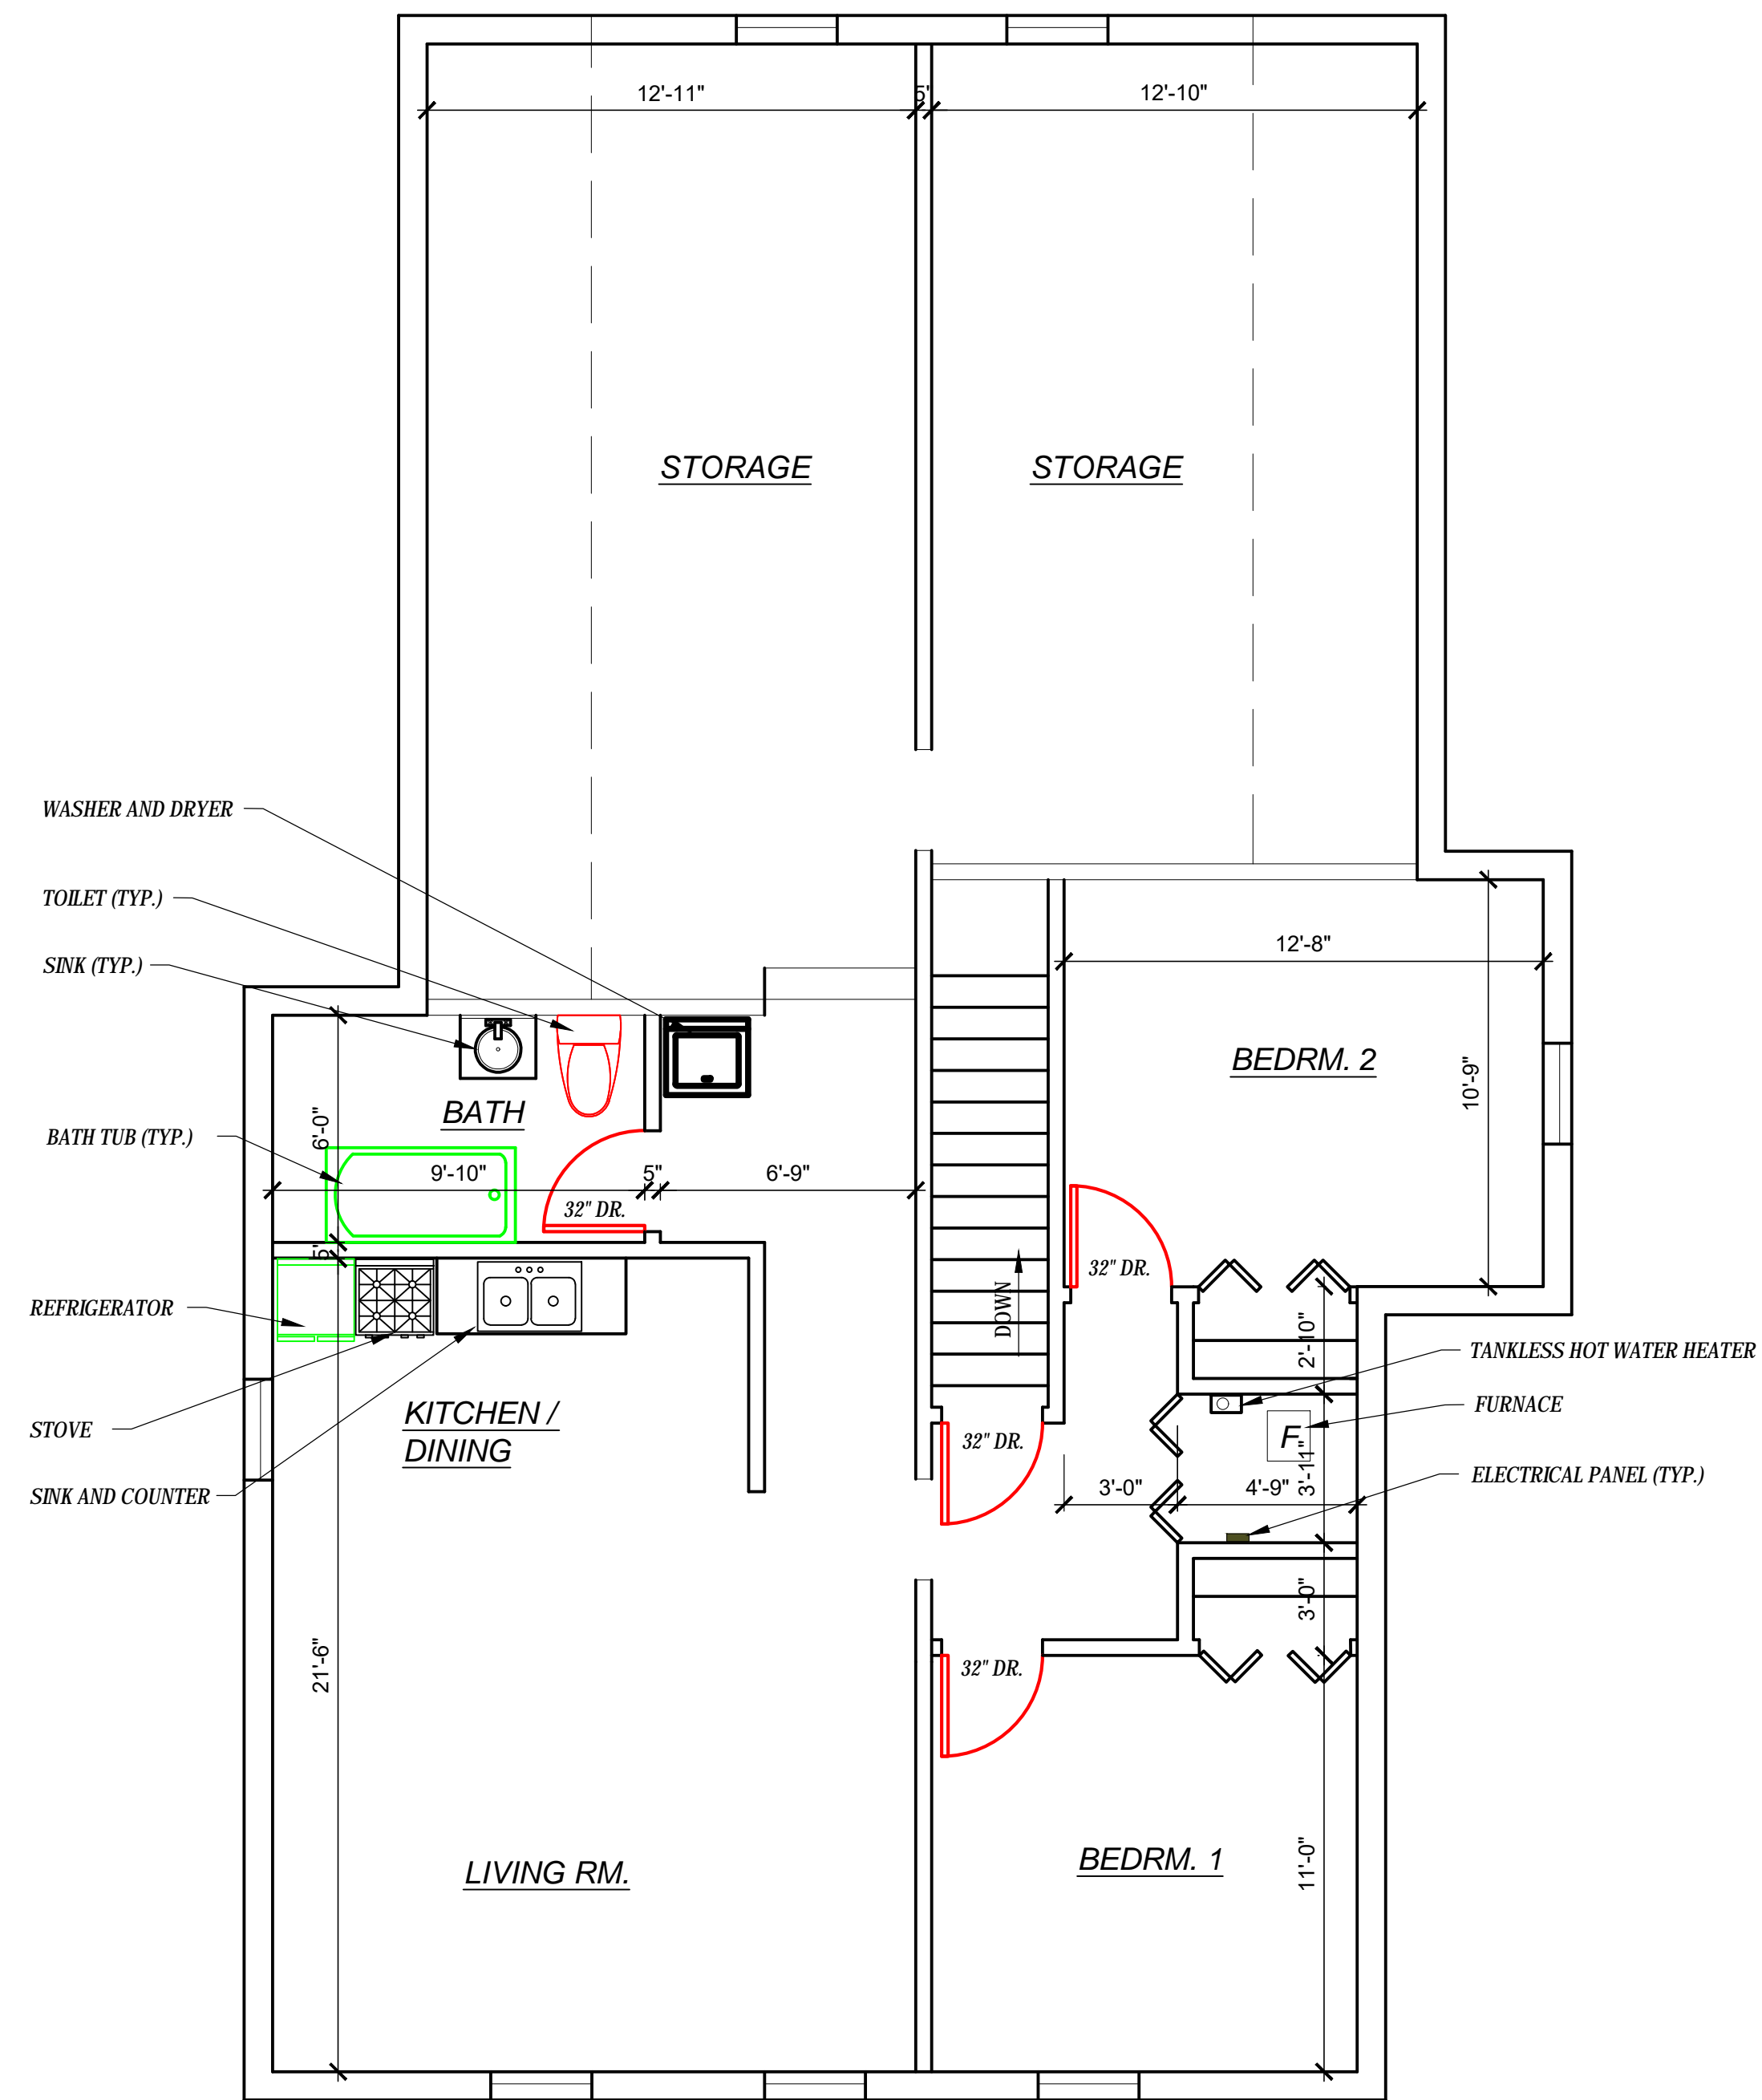 12'-11"
5"
12'-10"
STORAGE
STORAGE
WASHER AND DRYER
TOILET (TYP.)
12'-8"
SINK (TYP.)
BEDRM. 2
10'-9"
BATH
6'-0"
BATH TUB (TYP.)
9'-10"
5"
6'-9"
32" DR.
5"
32" DR.
REFRIGERATOR
DOWN
2'-10"
TANKLESS HOT WATER HEATER
FURNACE
KITCHEN /
DINING
STOVE
32" DR.
F
3'-11"
ELECTRICAL PANEL (TYP.)
SINK AND COUNTER
3'-0"
4'-9"
3'-0"
21'-6"
32" DR.
LIVING RM.
BEDRM. 1
11'-0"